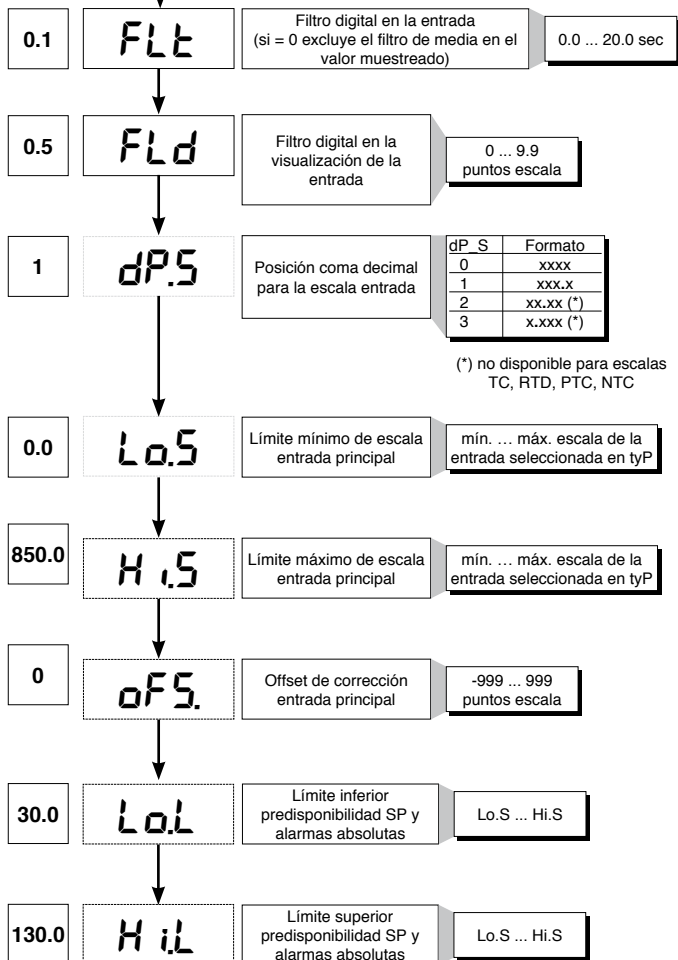 0.1
FLt
Filtro digital en la entrada
(si = 0 excluye el filtro de media en el
valor muestreado)
0.0 ... 20.0 sec
0.5
FLd
Filtro digital en la
visualización de la
entrada
0 ... 9.9
puntos escala
1
dP.S
Posición coma decimal
para la escala entrada
dP_S Formato
0 xxxx
1 xxx.x
2 xx.xx (*)
3 x.xxx (*)
(*) no disponible para escalas
TC, RTD, PTC, NTC
0.0
Lo.S
Límite mínimo de escala
entrada principal
mín. … máx. escala de la
entrada seleccionada en tyP
850.0
Hi.S
Límite máximo de escala
entrada principal
mín. … máx. escala de la
entrada seleccionada en tyP
0
oFS.
Offset de corrección
entrada principal
-999 ... 999
puntos escala
30.0
Lo.L
Límite inferior
predisponibilidad SP y
alarmas absolutas
Lo.S ... Hi.S
130.0
Hi.L
Límite superior
predisponibilidad SP y
alarmas absolutas
Lo.S ... Hi.S